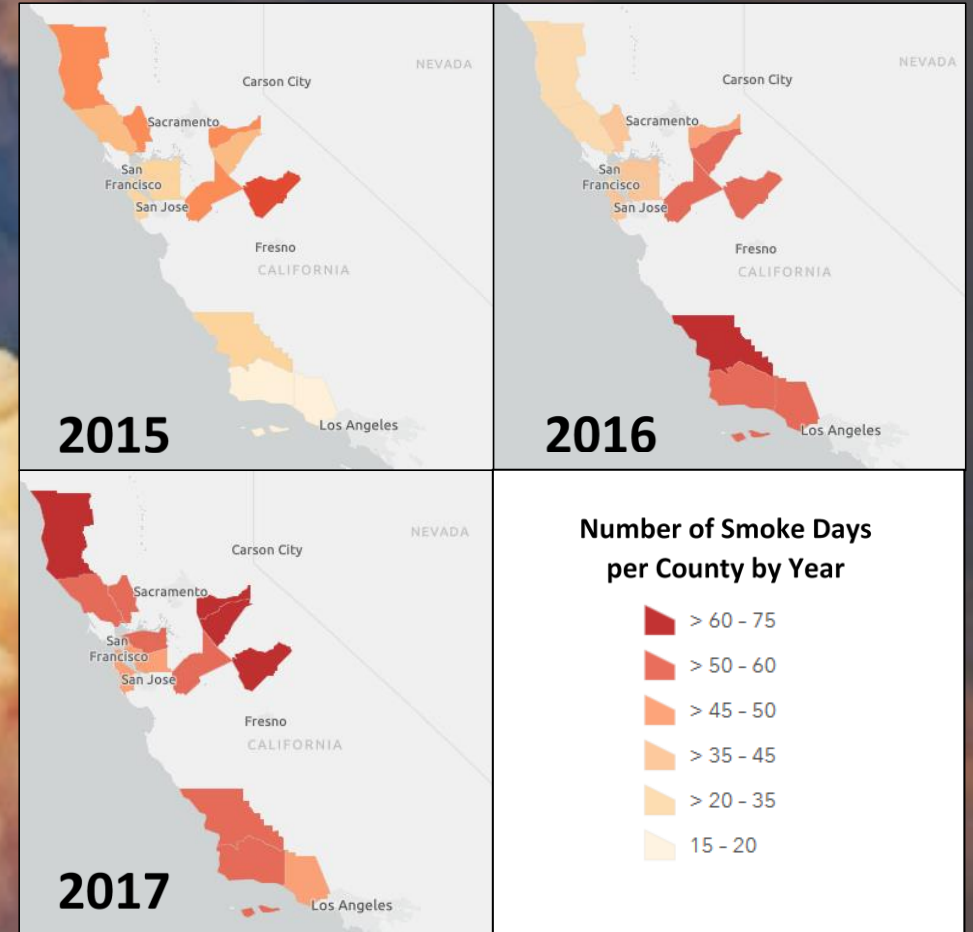 NEVADA
Carson City
Sacramento
San
Francisco
San Jose
Fresno
CALIFORNIA
Los Angeles
2015
NEVADA
Carson City
Sacramento
San
Francisco
San Jose
Fresno
CALIFORNIA
Los Angeles
2016
NEVADA
Carson City
Sacramento
San
Francisco
San Jose
Fresno
CALIFORNIA
Los Angeles
2017
Number of Smoke Days
per County by Year
> 60 - 75
> 50 - 60
> 45 - 50
> 35 - 45
> 20 - 35
15 - 20